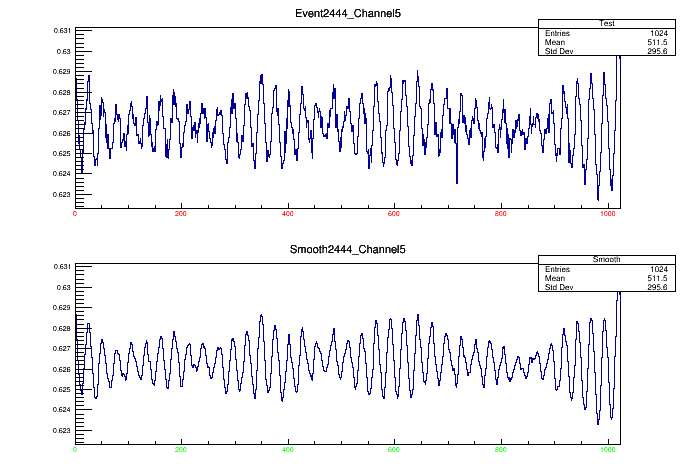 Event2444_Channel5
Test
Entries 1024
Mean 511.5
Std Dev 295.6
0.631
0.63
0.629
0.628
0.627
0.626
0.625
0.624
0.623
0 200 400 600 800 1000
Smooth2444_Channel5
Smooth
Entries 1024
Mean 511.5
Std Dev 295.6
0.631
0.63
0.629
0.628
0.627
0.626
0.625
0.624
0.623
0 200 400 600 800 1000